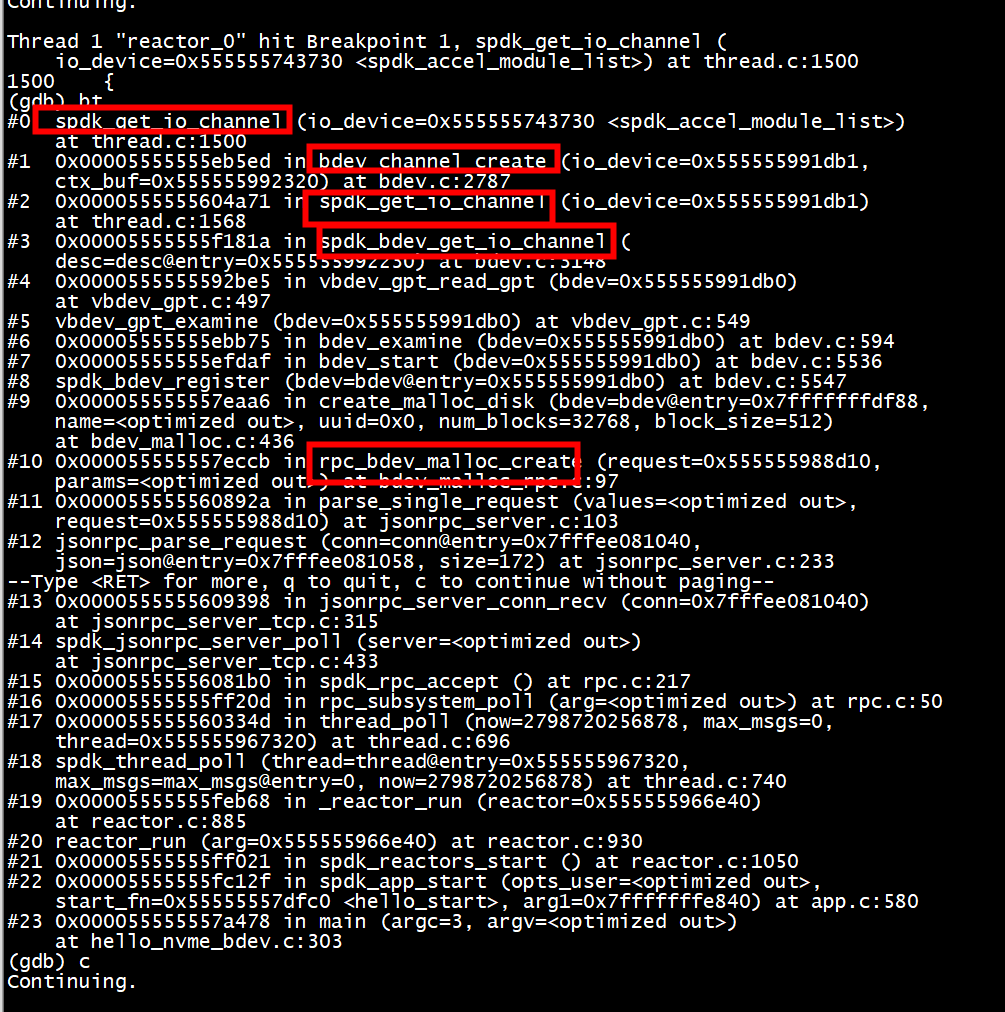 Continuing.
Thread 1 "reactor_0" hit Breakpoint 1, spdk_get_io_channel (
    io_device=0x555555743730 <spdk_accel_module_list>) at thread.c:1500
1500    {
(gdb) bt
#0  spdk_get_io_channel (io_device=0x555555743730 <spdk_accel_module_list>)
    at thread.c:1500
#1  0x00005555555eb5ed in bdev_channel_create (io_device=0x555555991db1,
    ctx_buf=0x555555992320) at bdev.c:2787
#2  0x0000555555604a71 in spdk_get_io_channel (io_device=0x555555991db1)
    at thread.c:1568
#3  0x00005555555f181a in spdk_bdev_get_io_channel (
    desc=desc@entry=0x555555992230) at bdev.c:5148
#4  0x0000555555592be5 in vbdev_gpt_read_gpt (bdev=0x555555991db0)
    at vbdev_gpt.c:497
#5  vbdev_gpt_examine (bdev=0x555555991db0) at vbdev_gpt.c:549
#6  0x00005555555ebb75 in bdev_examine (bdev=0x555555991db0) at bdev.c:594
#7  0x00005555555efdaf in bdev_start (bdev=0x555555991db0) at bdev.c:5536
#8  spdk_bdev_register (bdev=bdev@entry=0x555555991db0) at bdev.c:5547
#9  0x000055555557eaa6 in create_malloc_disk (bdev=bdev@entry=0x7fffffffdf88,
    name=<optimized out>, uuid=0x0, num_blocks=32768, block_size=512)
    at bdev_malloc.c:436
#10 0x000055555557eccb in rpc_bdev_malloc_create (request=0x555555988d10,
    params=<optimized out>) at bdev_malloc_rpc.c:97
#11 0x000055555560892a in parse_single_request (values=<optimized out>,
    request=0x555555988d10) at jsonrpc_server.c:103
#12 jsonrpc_parse_request (conn=conn@entry=0x7fffee081040,
    json=json@entry=0x7fffee081058, size=172) at jsonrpc_server.c:233
--Type <RET> for more, q to quit, c to continue without paging--
#13 0x0000555555609398 in jsonrpc_server_conn_recv (conn=0x7fffee081040)
    at jsonrpc_server_tcp.c:315
#14 spdk_jsonrpc_server_poll (server=<optimized out>)
    at jsonrpc_server_tcp.c:433
#15 0x00005555556081b0 in spdk_rpc_accept () at rpc.c:217
#16 0x00005555555ff20d in rpc_subsystem_poll (arg=<optimized out>) at rpc.c:50
#17 0x000055555560334d in thread_poll (now=2798720256878, max_msgs=0,
    thread=0x555555967320) at thread.c:696
#18 spdk_thread_poll (thread=thread@entry=0x555555967320,
    max_msgs=max_msgs@entry=0, now=2798720256878) at thread.c:740
#19 0x00005555555feb68 in _reactor_run (reactor=0x555555966e40)
    at reactor.c:885
#20 reactor_run (arg=0x555555966e40) at reactor.c:930
#21 0x00005555555ff021 in spdk_reactors_start () at reactor.c:1050
#22 0x00005555555fc12f in spdk_app_start (opts_user=<optimized out>,
    start_fn=0x55555557dfc0 <hello_start>, arg1=0x7fffffffe840) at app.c:580
#23 0x000055555557a478 in main (argc=3, argv=<optimized out>)
    at hello_nvme_bdev.c:303
(gdb) c
Continuing.